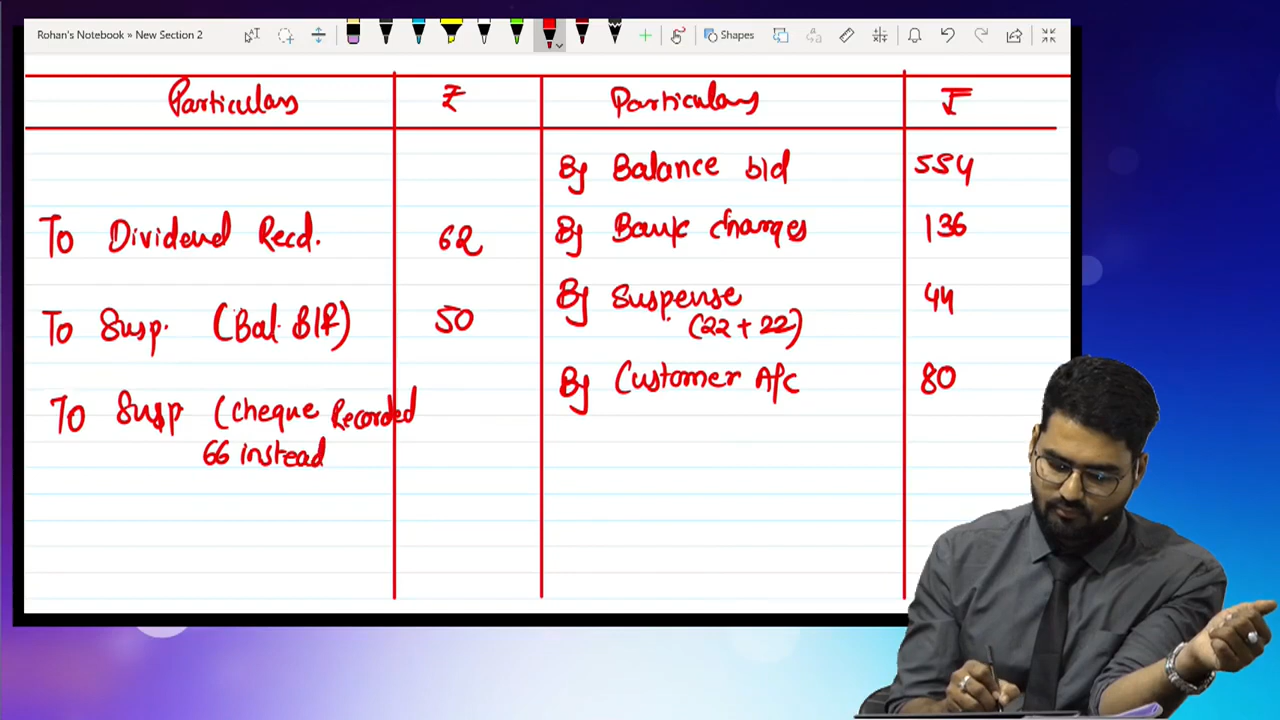 Rohan's Notebook » New Section 2
Shapes
Particulars ₹ Particulars ₹
By Balance b/d 554
To Dividend Recd. 62 By Bank charges 136
To Susp. (Bal. B/F) 50 By Suspense 44
(22 + 22)
To Susp (Cheque Recorded By Customer A/c 80
66 instead